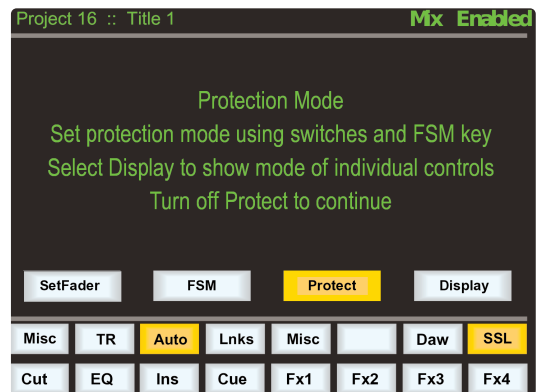 Project 16 :: Title 1 Mix Enabled
Protection Mode
Set protection mode using switches and FSM key
Select Display to show mode of individual controls
Turn off Protect to continue
SetFader FSM Protect Display
Misc TR Auto Lnks Misc Daw SSL
Cut EQ Ins Cue Fx1 Fx2 Fx3 Fx4